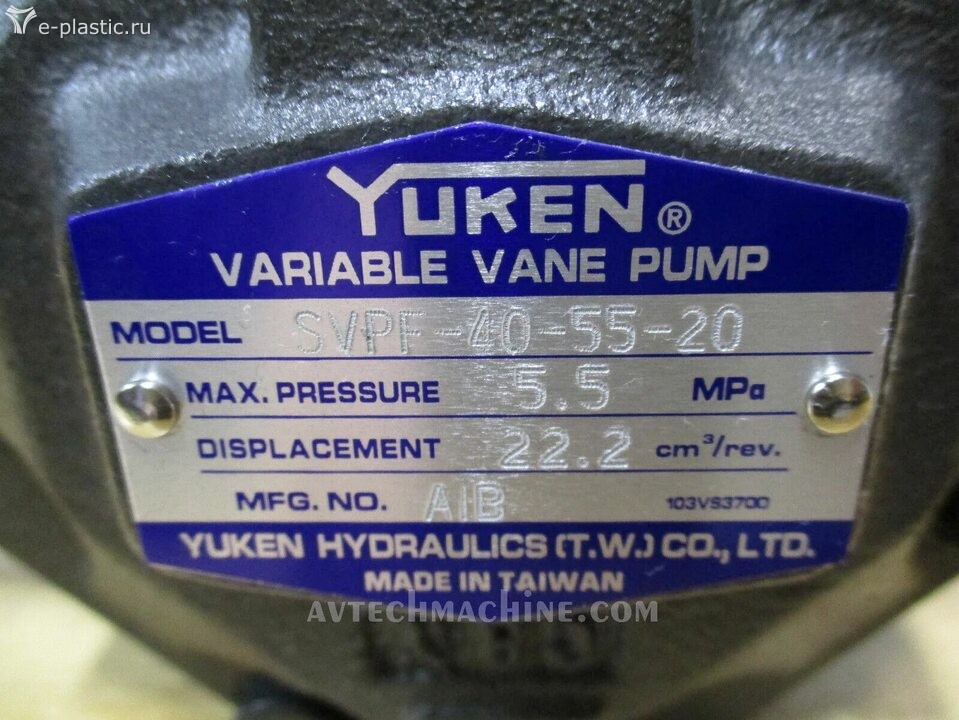 e-plastic.ru
YUKEN®
VARIABLE VANE PUMP
MODEL SVPF-40-55-20
MAX. PRESSURE 5.5 MPa
DISPLACEMENT 22.2 cm³/rev.
MFG. NO. A1B 103VS3700
YUKEN HYDRAULICS (T.W.) CO., LTD.
MADE IN TAIWAN
AVTECHMACHINE.COM